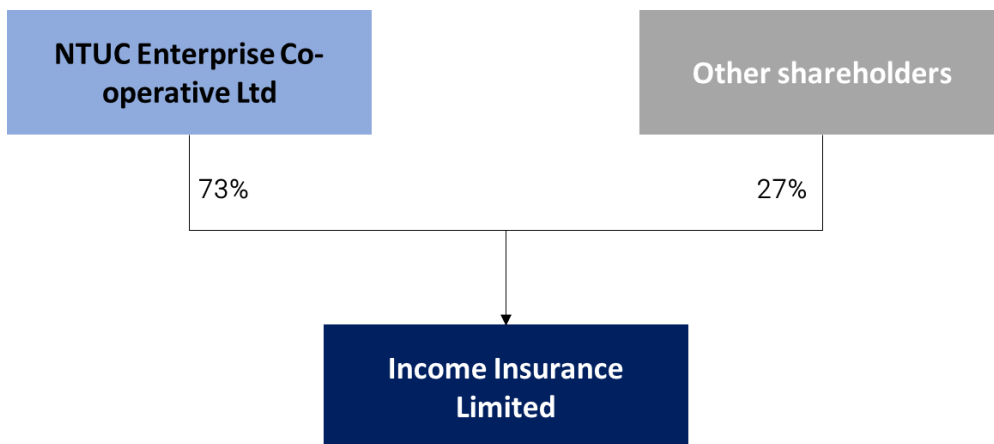 NTUC Enterprise Co-
operative Ltd
Other shareholders
73%
27%
Income Insurance
Limited